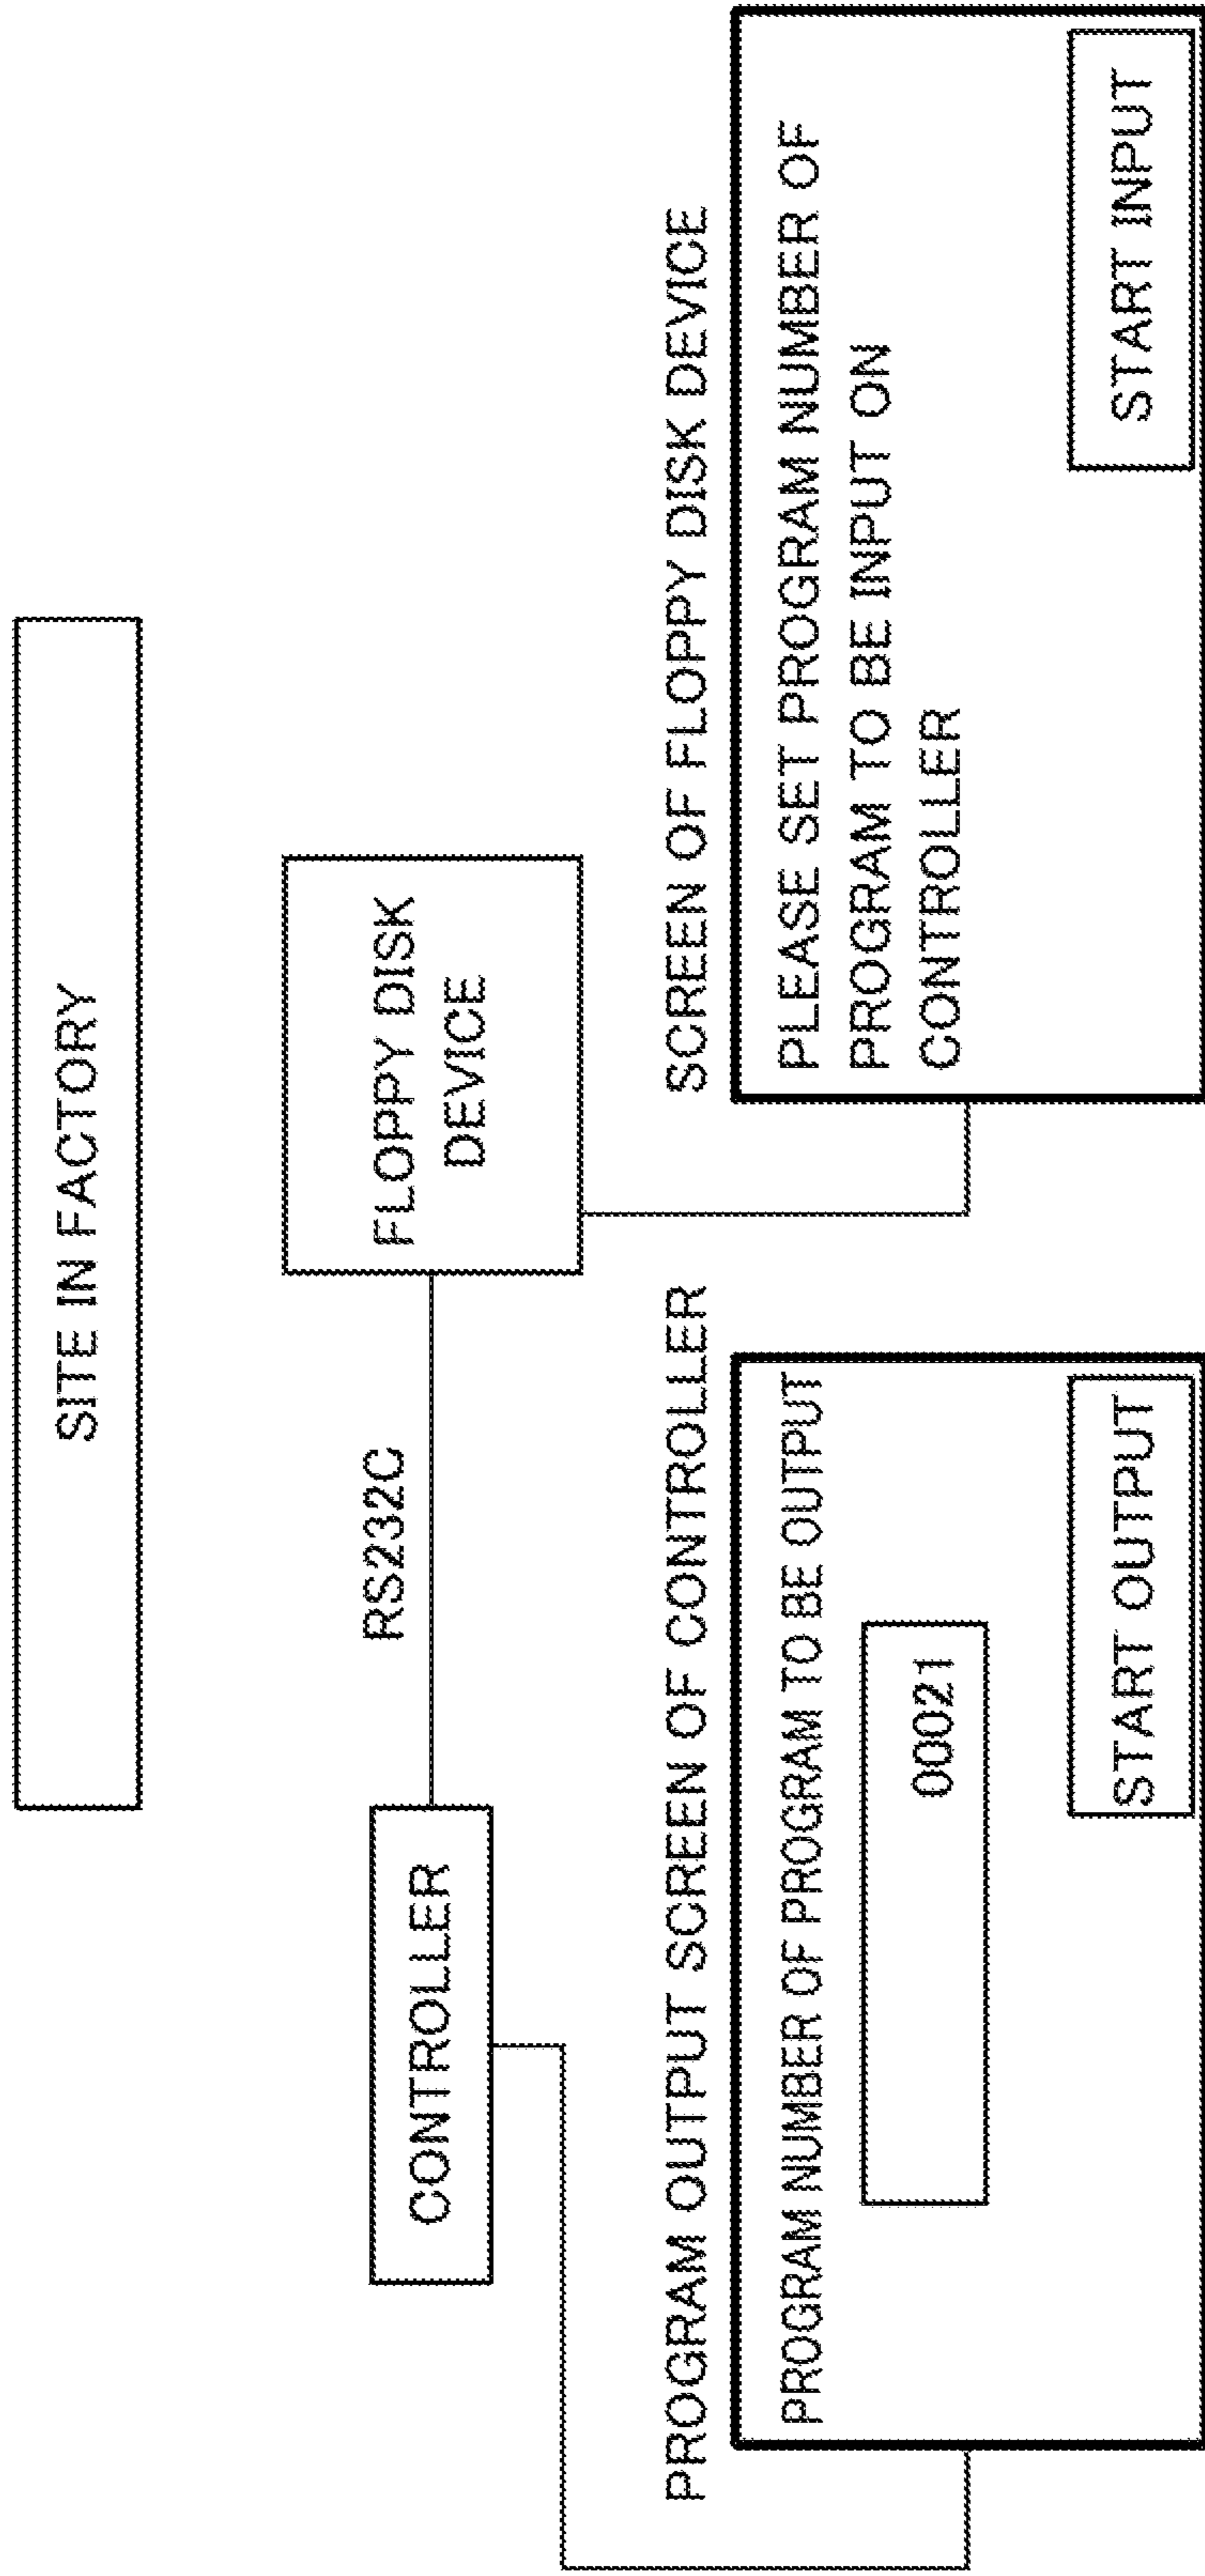 SITE IN FACTORY
CONTROLLER
RS232C
FLOPPY DISK
DEVICE
PROGRAM OUTPUT SCREEN OF CONTROLLER
PROGRAM NUMBER OF PROGRAM TO BE OUTPUT
00021
START OUTPUT
SCREEN OF FLOPPY DISK DEVICE
PLEASE SET PROGRAM NUMBER OF
PROGRAM TO BE INPUT ON
CONTROLLER
START INPUT